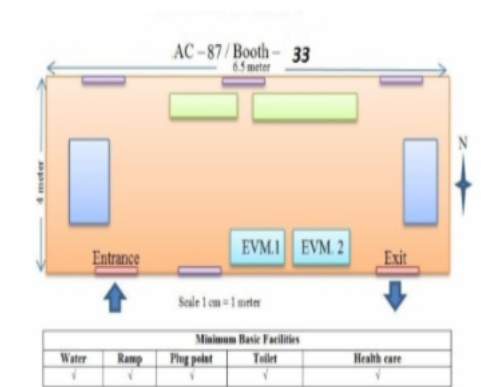 AC – 87 / Booth – 33
6.5 meter
4 meter
N
EVM.1 EVM. 2
Entrance Exit
Scale 1 cm = 1 meter
Minimum Basic Facilities
Water Ramp Plug point Toilet Health care
√ √ √ √ √